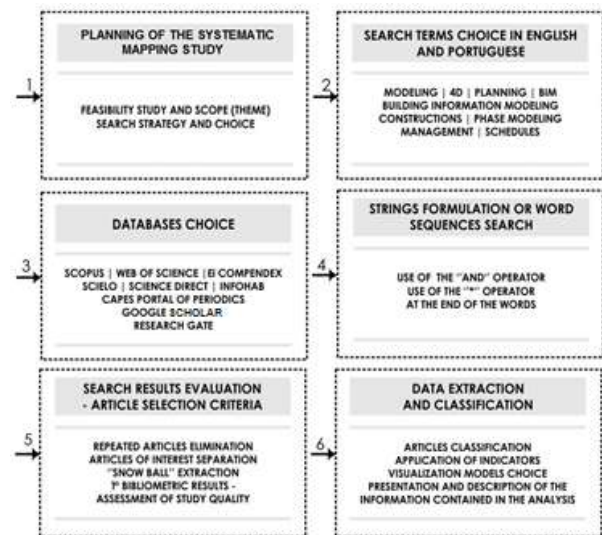 1
PLANNING OF THE SYSTEMATIC
MAPPING STUDY
FEASIBILITY STUDY AND SCOPE (THEME)
SEARCH STRATEGY AND CHOICE
2
SEARCH TERMS CHOICE IN ENGLISH
AND PORTUGUESE
MODELING | 4D | PLANNING | BIM
BUILDING INFORMATION MODELING
CONSTRUCTIONS | PHASE MODELING
MANAGEMENT | SCHEDULES
3
DATABASES CHOICE
SCOPUS | WEB OF SCIENCE |EI COMPENDEX
SCIELO | SCIENCE DIRECT | INFOHAB
CAPES PORTAL OF PERIODICS
GOOGLE SCHOLAR
RESEARCH GATE
4
STRINGS FORMULATION OR WORD
SEQUENCES SEARCH
USE OF THE "AND" OPERATOR
USE OF THE "*" OPERATOR
AT THE END OF THE WORDS
5
SEARCH RESULTS EVALUATION
- ARTICLE SELECTION CRITERIA
REPEATED ARTICLES ELIMINATION
ARTICLES OF INTEREST SEPARATION
"SNOW BALL" EXTRACTION
1º BIBLIOMETRIC RESULTS -
ASSESSMENT OF STUDY QUALITY
6
DATA EXTRACTION
AND CLASSIFICATION
ARTICLES CLASSIFICATION
APPLICATION OF INDICATORS
VISUALIZATION MODELS CHOICE
PRESENTATION AND DESCRIPTION OF THE
INFORMATION CONTAINED IN THE ANALYSIS